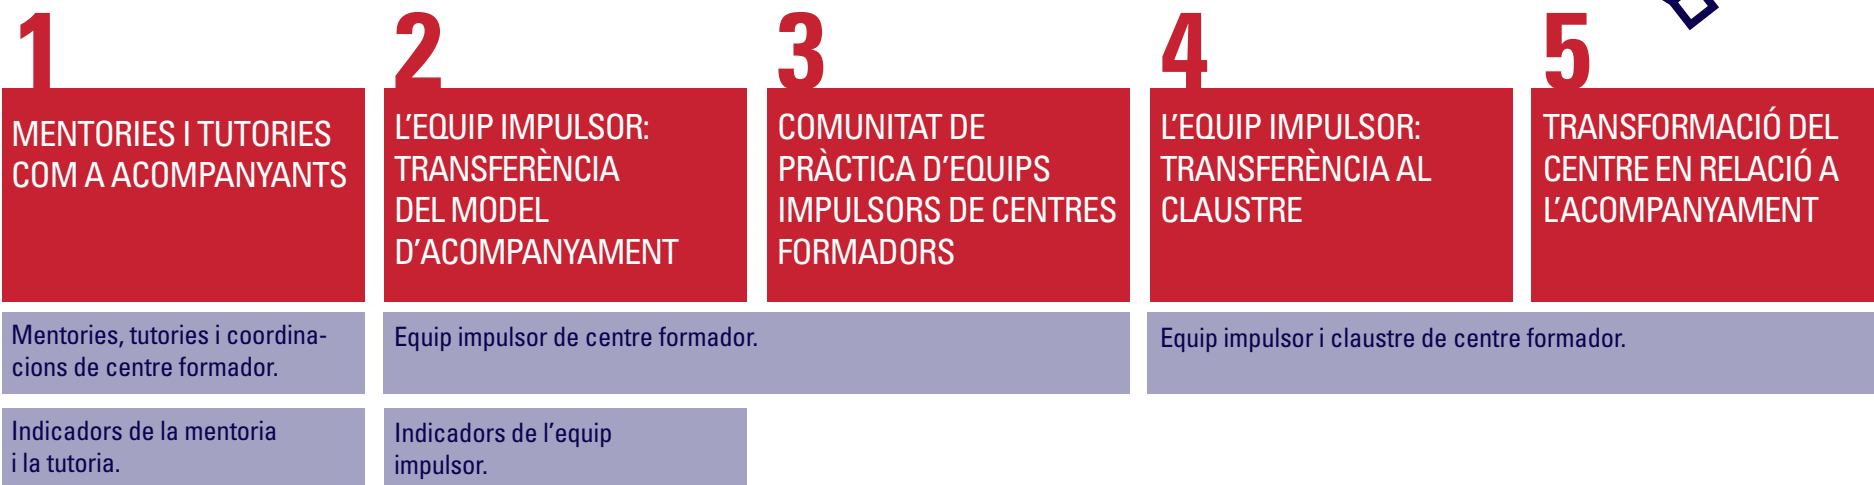 1
MENTORIES I TUTORIES
COM A ACOMPANYANTS
2
L'EQUIP IMPULSOR:
TRANSFERÈNCIA
DEL MODEL
D'ACOMPANYAMENT
3
COMUNITAT DE
PRÀCTICA D'EQUIPS
IMPULSORS DE CENTRES
FORMADORS
4
L'EQUIP IMPULSOR:
TRANSFERÈNCIA AL
CLAUSTRE
5
TRANSFORMACIÓ DEL
CENTRE EN RELACIÓ A
L'ACOMPANYAMENT
Mentories, tutories i coordina-
cions de centre formador.
Equip impulsor de centre formador.
Equip impulsor i claustre de centre formador.
Indicadors de la mentoria
i la tutoria.
Indicadors de l'equip
impulsor.